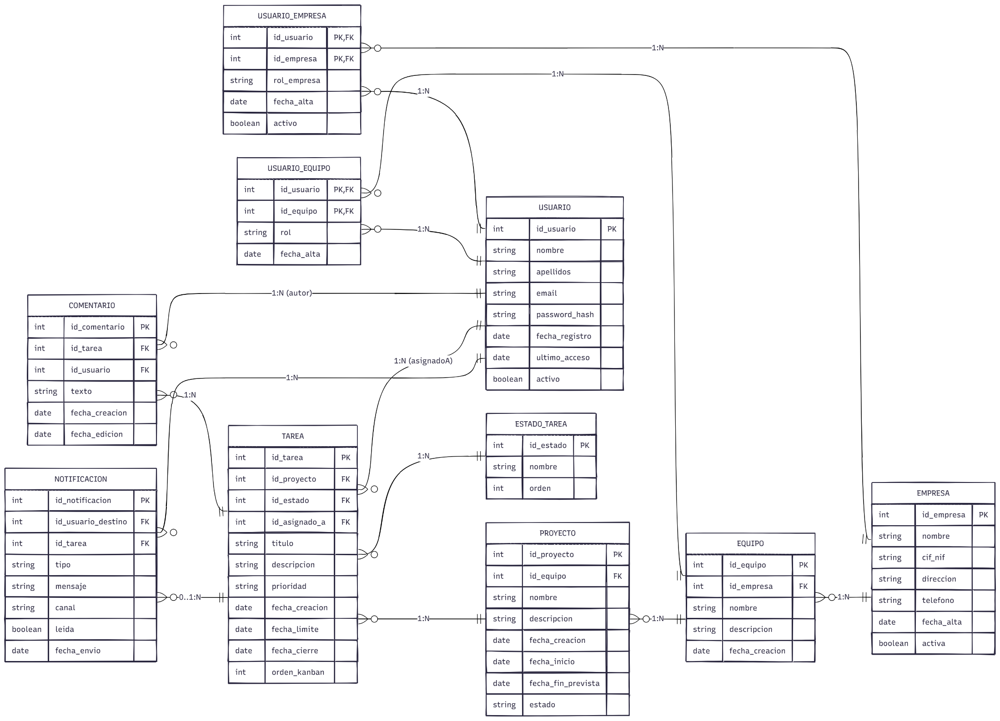 USUARIO_EMPRESA
int id_usuario PK,FK
int id_empresa PK,FK
string rol_empresa
date fecha_alta
boolean activo
1:N
1:N
1:N
USUARIO_EQUIPO
int id_usuario PK,FK
int id_equipo PK,FK
string rol
date fecha_alta
1:N
USUARIO
int id_usuario PK
string nombre
string apellidos
string email
string password_hash
date fecha_registro
date ultimo_acceso
boolean activo
1:N (autor)
COMENTARIO
int id_comentario PK
int id_tarea FK
int id_usuario FK
string texto
date fecha_creacion
date fecha_edicion
1:N (asignadoA)
1:N
1:N
TAREA
int id_tarea PK
int id_proyecto FK
int id_estado FK
int id_asignado_a FK
string titulo
string descripcion
string prioridad
date fecha_creacion
date fecha_limite
date fecha_cierre
int orden_kanban
ESTADO_TAREA
int id_estado PK
string nombre
int orden
1:N
NOTIFICACION
int id_notificacion PK
int id_usuario_destino FK
int id_tarea FK
string tipo
string mensaje
string canal
boolean leida
date fecha_envio
0..1:N
1:N
PROYECTO
int id_proyecto PK
int id_equipo FK
string nombre
string descripcion
date fecha_creacion
date fecha_inicio
date fecha_fin_prevista
string estado
1:N
EQUIPO
int id_equipo PK
int id_empresa FK
string nombre
string descripcion
date fecha_creacion
1:N
EMPRESA
int id_empresa PK
string nombre
string cif_nif
string direccion
string telefono
date fecha_alta
boolean activa